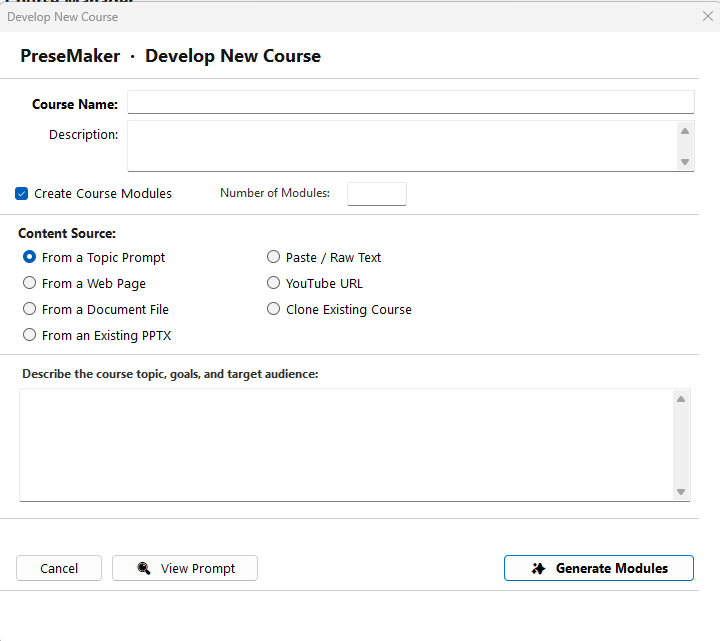 Course Manager
Develop New Course
PreseMaker · Develop New Course
Course Name:
Description:
Create Course Modules Number of Modules:
Content Source:
From a Topic Prompt Paste / Raw Text
From a Web Page YouTube URL
From a Document File Clone Existing Course
From an Existing PPTX
Describe the course topic, goals, and target audience:
Cancel View Prompt Generate Modules